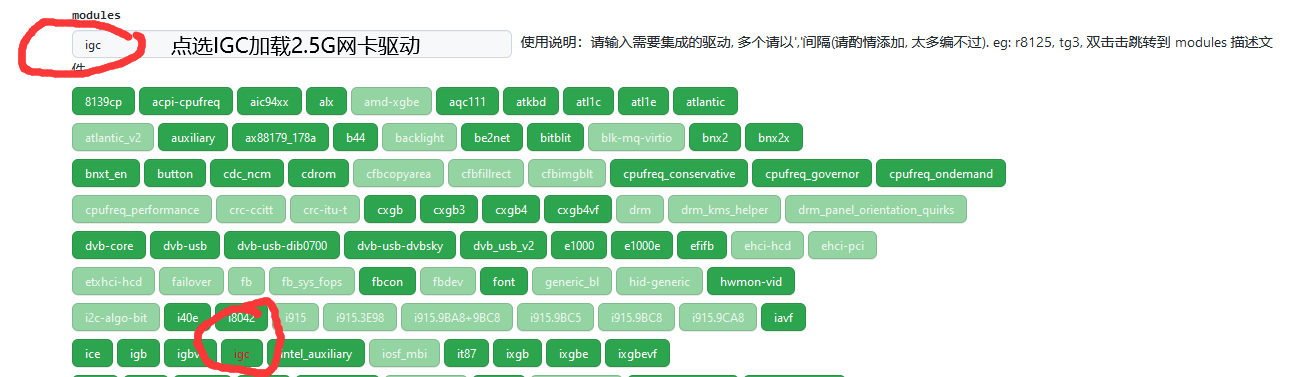 modules
igc 点选IGC加载2.5G网卡驱动 使用说明：请输入需要集成的驱动, 多个请以','间隔(请酌情添加, 太多编不过). eg: r8125, tg3, 双击击跳转到 modules 描述文
件
8139cp acpi-cpufreq aic94xx alx amd-xgbe aqc111 atkbd atl1c atl1e atlantic
atlantic_v2 auxiliary ax88179_178a b44 backlight be2net bitblit blk-mq-virtio bnx2 bnx2x
bnxt_en button cdc_ncm cdrom cfbcopyarea cfbfillrect cfbimgblt cpufreq_conservative cpufreq_governor cpufreq_ondemand
cpufreq_performance crc-ccitt crc-itu-t cxgb cxgb3 cxgb4 cxgb4vf drm drm_kms_helper drm_panel_orientation_quirks
dvb-core dvb-usb dvb-usb-dib0700 dvb-usb-dvbsky dvb_usb_v2 e1000 e1000e efifb ehci-hcd ehci-pci
etxhci-hcd failover fb fb_sys_fops fbcon fbdev font generic_bl hid-generic hwmon-vid
i2c-algo-bit i40e i8042 i915 i915.3E98 i915.9BA8+9BC8 i915.9BC5 i915.9BC8 i915.9CA8 iavf
ice igb igbv igc intel_auxiliary iosf_mbi it87 ixgb ixgbe ixgbevf